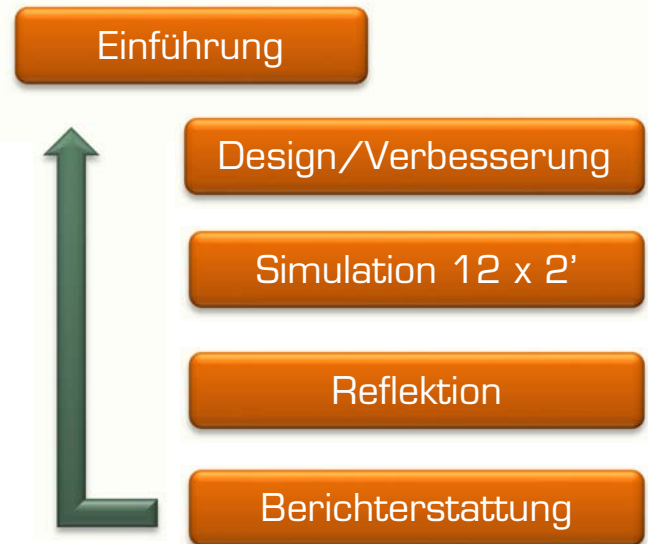 Einführung
Design/Verbesserung
Simulation 12 x 2’
Reflektion
Berichterstattung